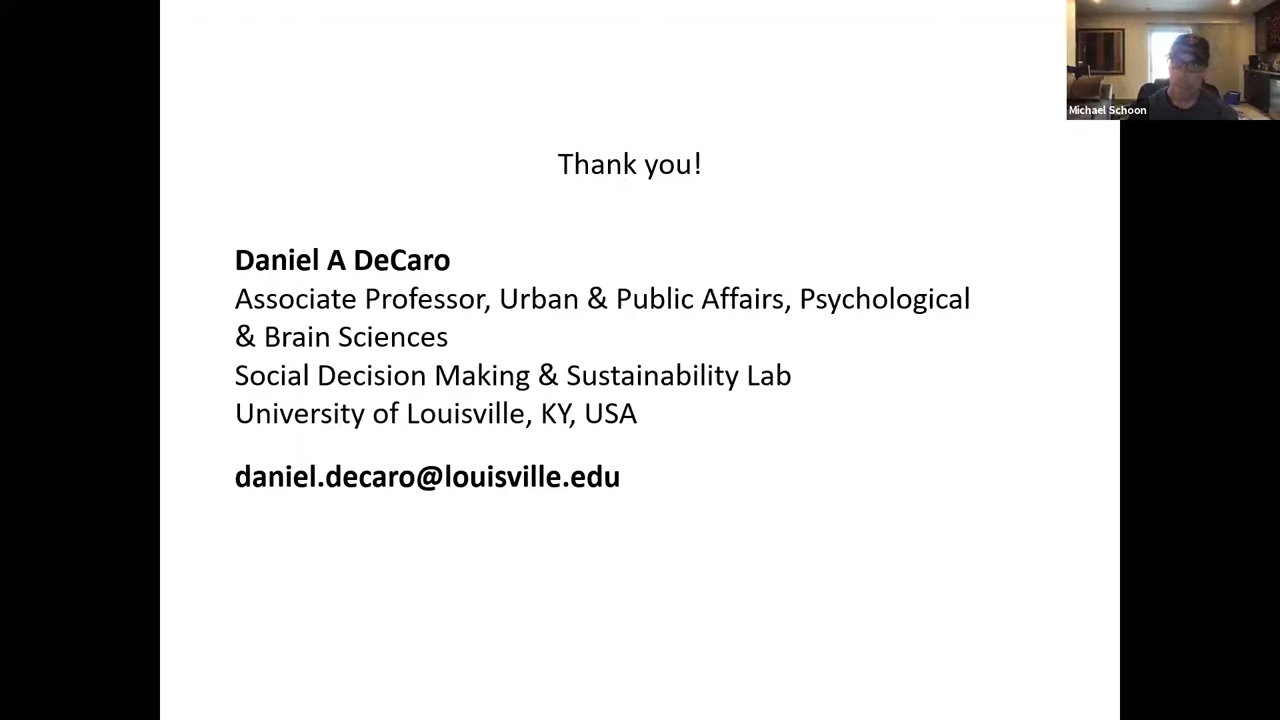 Michael Schoon
Thank you!
Daniel A DeCaro
Associate Professor, Urban & Public Affairs, Psychological
& Brain Sciences
Social Decision Making & Sustainability Lab
University of Louisville, KY, USA
daniel.decaro@louisville.edu